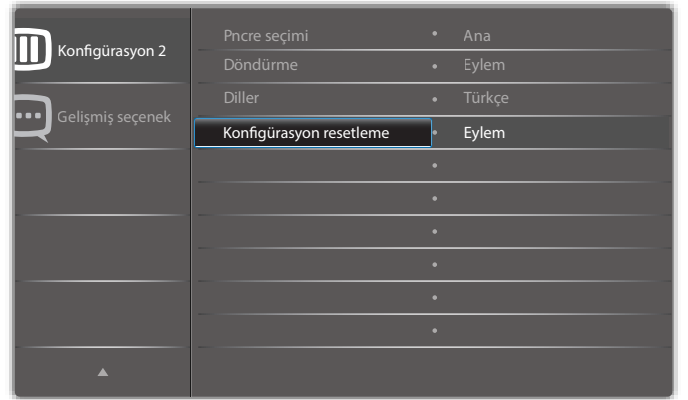 Konfigürasyon 2
Gelişmiş seçenek
Pncre seçimi • Ana
Döndürme • Eylem
Diller • Türkçe
Konfigürasyon resetleme • Eylem